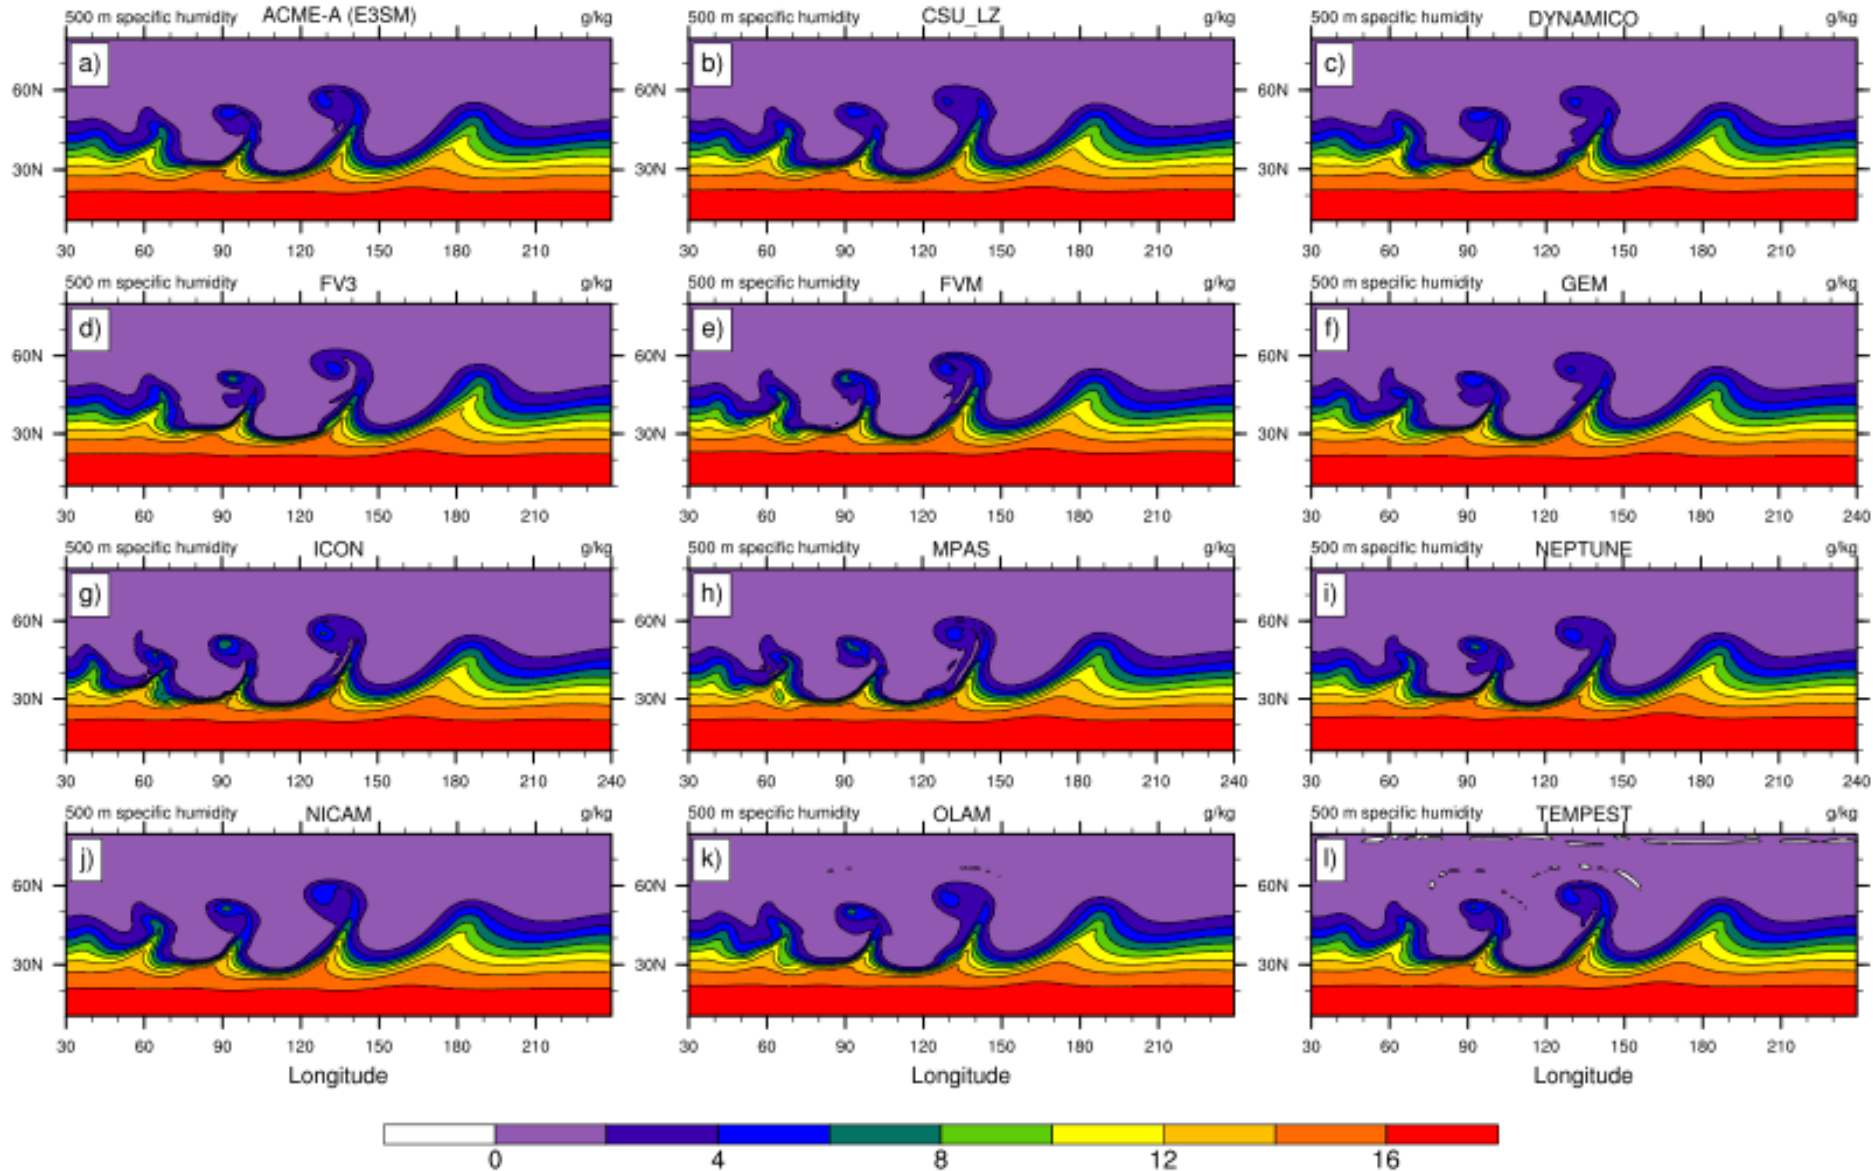 500 m specific humidity ACME-A (E3SM) g/kg 500 m specific humidity CSU_LZ g/kg 500 m specific humidity DYNAMICO g/kg
a) b) c)
60N 60N 60N
30N 30N 30N
30 60 90 120 150 180 210 30 60 90 120 150 180 210 30 60 90 120 150 180 210
500 m specific humidity FV3 g/kg 500 m specific humidity FVM g/kg 500 m specific humidity GEM g/kg
d) e) f)
60N 60N 60N
30N 30N 30N
30 60 90 120 150 180 210 30 60 90 120 150 180 210 30 60 90 120 150 180 210 240
500 m specific humidity ICON g/kg 500 m specific humidity MPAS g/kg 500 m specific humidity NEPTUNE g/kg
g) h) i)
60N 60N 60N
30N 30N 30N
30 60 90 120 150 180 210 240 30 60 90 120 150 180 210 240 30 60 90 120 150 180 210 240
500 m specific humidity NICAM g/kg 500 m specific humidity OLAM g/kg 500 m specific humidity TEMPEST g/kg
j) k) l)
60N 60N 60N
30N 30N 30N
30 60 90 120 150 180 210 30 60 90 120 150 180 210 30 60 90 120 150 180 210
Longitude Longitude Longitude
0 4 8 12 16